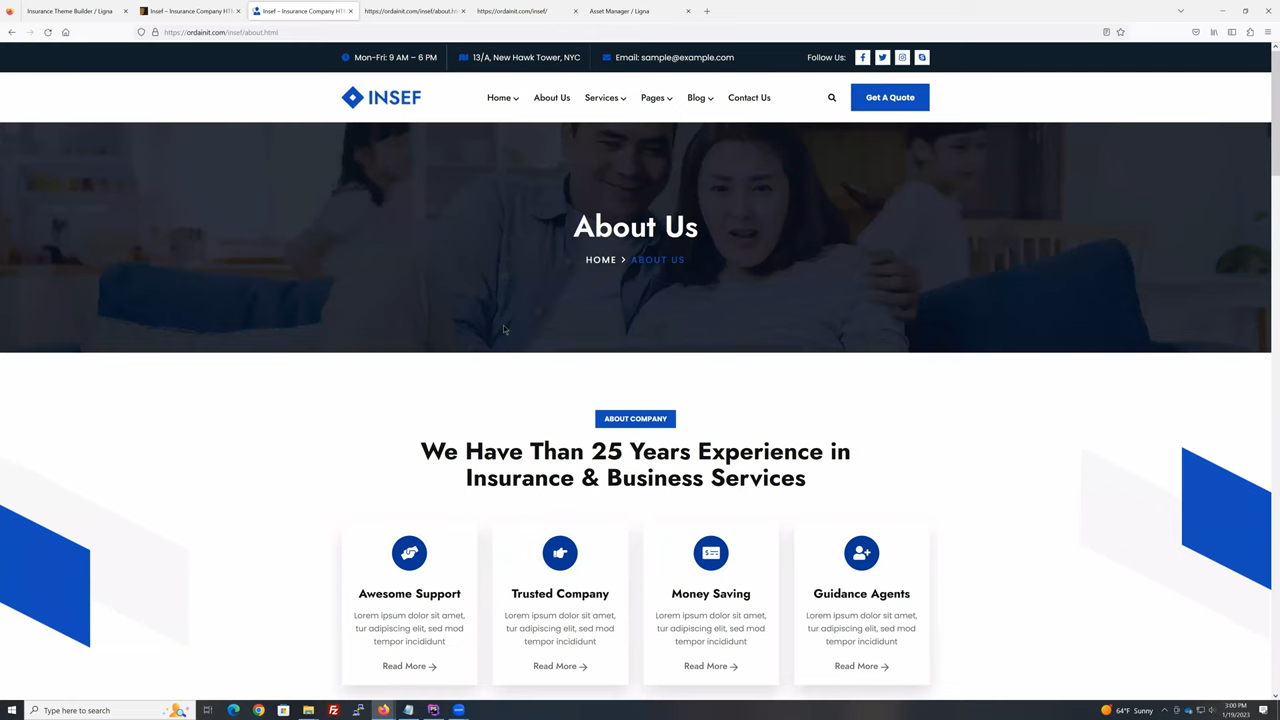 Insurance Theme Builder / Ligna
Insef – Insurance Company HTM
Insef – Insurance Company HTM
https://ordainit.com/insef/about.htm
https://ordainit.com/insef/
Asset Manager / Ligna
https://ordainit.com/insef/about.html
Mon-Fri: 9 AM – 6 PM
13/A, New Hawk Tower, NYC
Email: sample@example.com
Follow Us:
INSEF
Home
About Us
Services
Pages
Blog
Contact Us
Get A Quote
About Us
HOME > ABOUT US
ABOUT COMPANY
We Have Than 25 Years Experience in
Insurance & Business Services
Awesome Support
Lorem ipsum dolor sit amet,
tur adipiscing elit, sed mod
tempor incididunt
Read More
Trusted Company
Lorem ipsum dolor sit amet,
tur adipiscing elit, sed mod
tempor incididunt
Read More
Money Saving
Lorem ipsum dolor sit amet,
tur adipiscing elit, sed mod
tempor incididunt
Read More
Guidance Agents
Lorem ipsum dolor sit amet,
tur adipiscing elit, sed mod
tempor incididunt
Read More
Type here to search
64°F Sunny
3:00 PM
1/19/2023